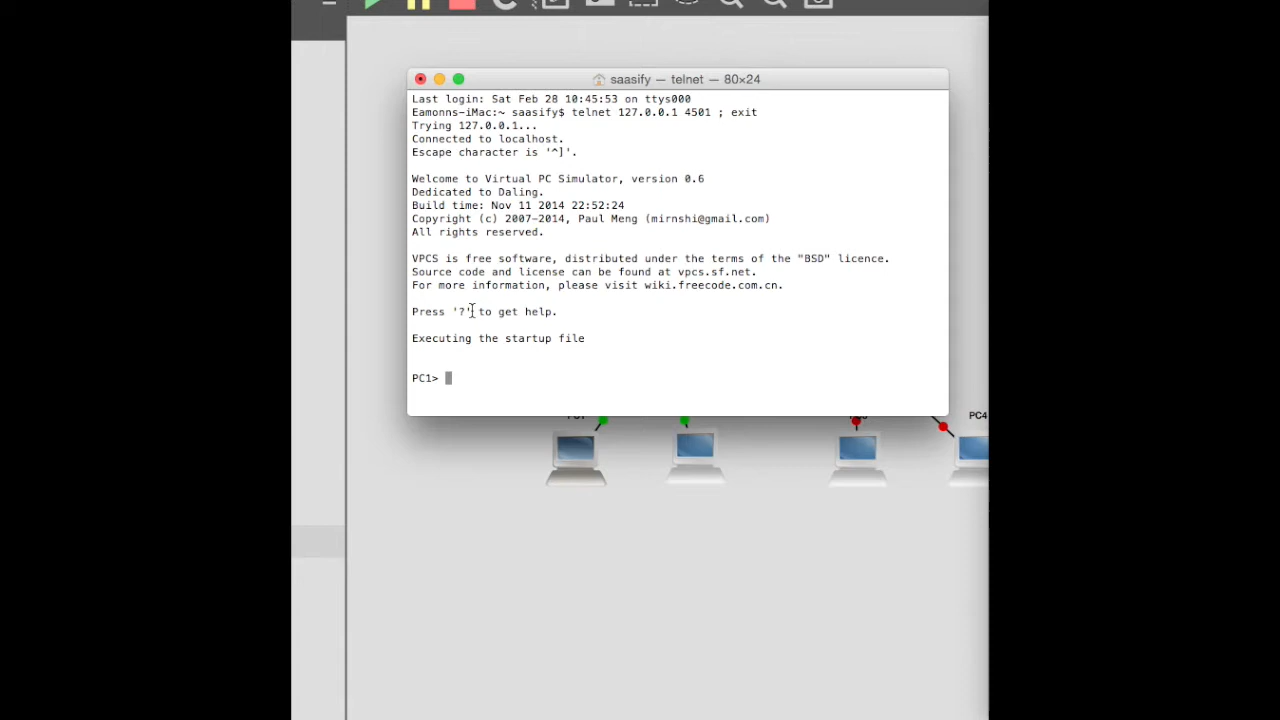 saasify — telnet — 80×24
Last login: Sat Feb 28 10:45:53 on ttys000
Eamonns-iMac:~ saasify$ telnet 127.0.0.1 4501 ; exit
Trying 127.0.0.1...
Connected to localhost.
Escape character is '^]'.
Welcome to Virtual PC Simulator, version 0.6
Dedicated to Daling.
Build time: Nov 11 2014 22:52:24
Copyright (c) 2007-2014, Paul Meng (mirnshi@gmail.com)
All rights reserved.
VPCS is free software, distributed under the terms of the "BSD" licence.
Source code and license can be found at vpcs.sf.net.
For more information, please visit wiki.freecode.com.cn.
Press '?' to get help.
Executing the startup file
PC1>
PC4